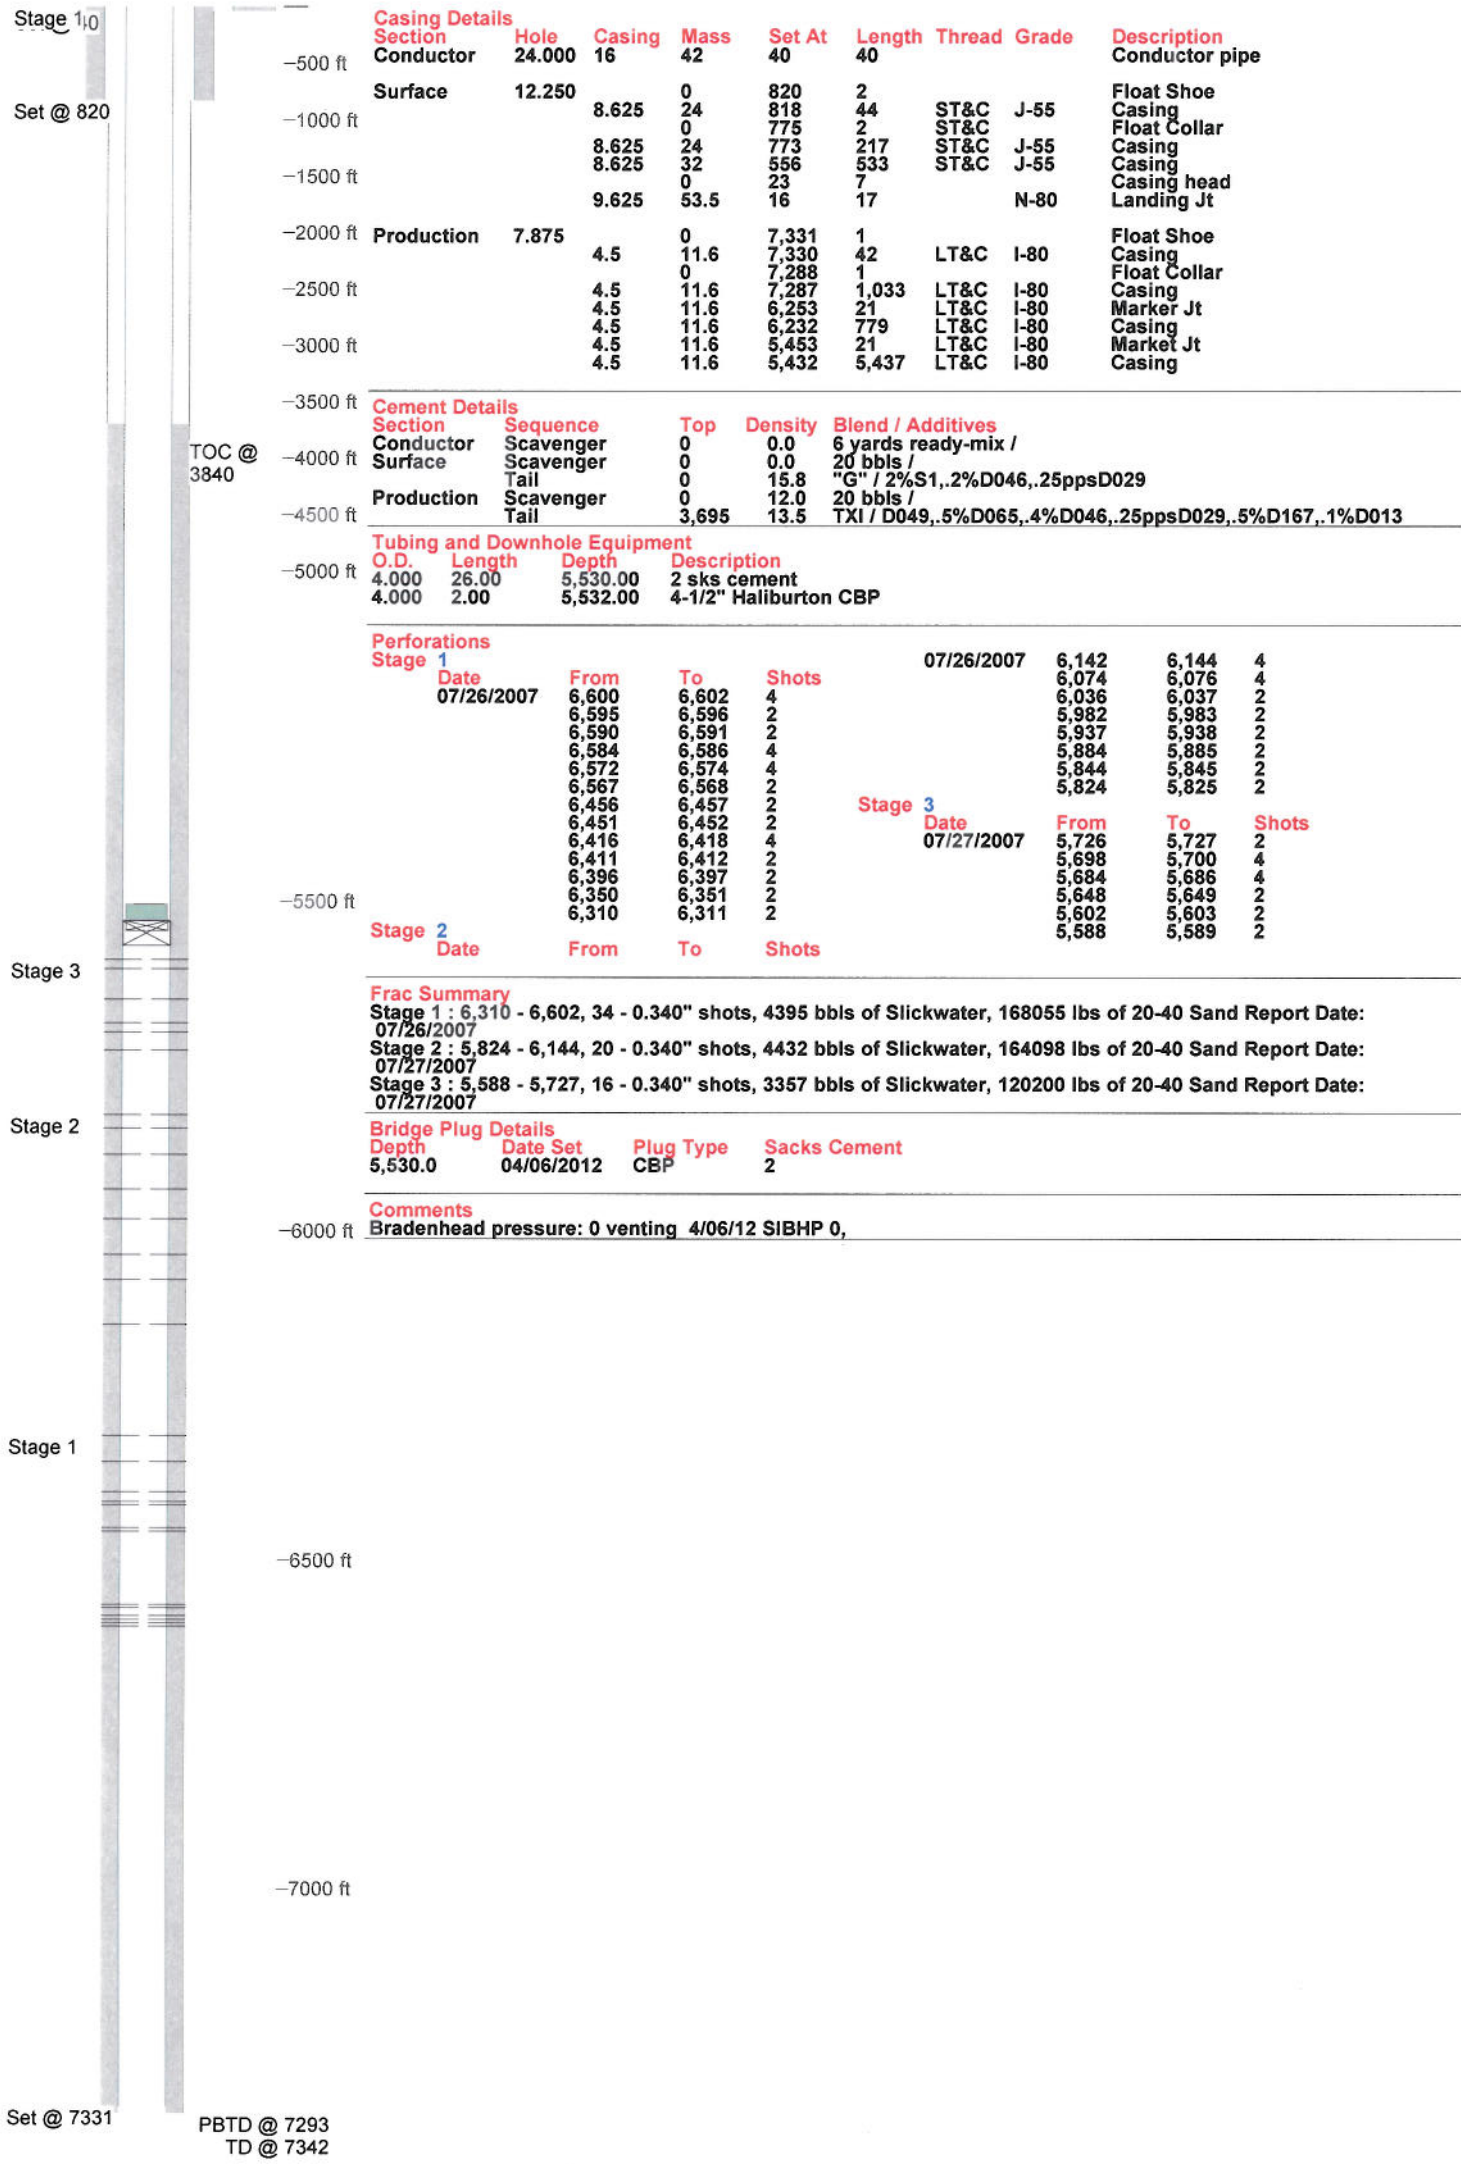 Stage 1
40
Set @ 820
TOC @
3840
Stage 3
Stage 2
Stage 1
Set @ 7331
PBTD @ 7293
TD @ 7342
500 ft
1000 ft
1500 ft
2000 ft
2500 ft
3000 ft
3500 ft
4000 ft
4500 ft
5000 ft
5500 ft
6000 ft
6500 ft
7000 ft
Casing Details
Section Hole Casing Mass Set At Length Thread Grade Description
Conductor 24.000 16 42 40 40 Conductor pipe
Surface 12.250 0 820 2 Float Shoe
8.625 24 818 44 ST&C J-55 Casing
0 775 2 ST&C Float Collar
8.625 24 773 217 ST&C J-55 Casing
8.625 32 556 533 ST&C J-55 Casing
0 23 7 Casing head
9.625 53.5 16 17 N-80 Landing Jt
Production 7.875 0 7,331 1 Float Shoe
4.5 11.6 7,330 42 LT&C I-80 Casing
0 7,288 1 Float Collar
4.5 11.6 7,287 1,033 LT&C I-80 Casing
4.5 11.6 6,253 21 LT&C I-80 Marker Jt
4.5 11.6 6,232 779 LT&C I-80 Casing
4.5 11.6 5,453 21 LT&C I-80 Market Jt
4.5 11.6 5,432 5,437 LT&C I-80 Casing
Cement Details
Section Sequence Top Density Blend / Additives
Conductor Scavenger 0 0.0 6 yards ready-mix /
Surface Scavenger 0 0.0 20 bbls /
Tail 0 15.8 "G" / 2%S1,.2%D046,.25ppsD029
Production Scavenger 0 12.0 20 bbls /
Tail 3,695 13.5 TXI / D049,.5%D065,.4%D046,.25ppsD029,.5%D167,.1%D013
Tubing and Downhole Equipment
O.D. Length Depth Description
4.000 26.00 5,530.00 2 sks cement
4.000 2.00 5,532.00 4-1/2" Haliburton CBP
Perforations
Stage 1
Date From To Shots
07/26/2007 6,600 6,602 4
6,595 6,596 2
6,590 6,591 2
6,584 6,586 4
6,572 6,574 4
6,567 6,568 2
6,456 6,457 2
6,451 6,452 2
6,416 6,418 4
6,411 6,412 2
6,396 6,397 2
6,350 6,351 2
6,310 6,311 2
Stage 2
Date From To Shots
07/26/2007 6,142 6,144 4
6,074 6,076 4
6,036 6,037 2
5,982 5,983 2
5,937 5,938 2
5,884 5,885 2
5,844 5,845 2
5,824 5,825 2
Stage 3
Date From To Shots
07/27/2007 5,726 5,727 2
5,698 5,700 4
5,684 5,686 4
5,648 5,649 2
5,602 5,603 2
5,588 5,589 2
Frac Summary
Stage 1 : 6,310 - 6,602, 34 - 0.340" shots, 4395 bbls of Slickwater, 168055 lbs of 20-40 Sand Report Date:
07/26/2007
Stage 2 : 5,824 - 6,144, 20 - 0.340" shots, 4432 bbls of Slickwater, 164098 lbs of 20-40 Sand Report Date:
07/27/2007
Stage 3 : 5,588 - 5,727, 16 - 0.340" shots, 3357 bbls of Slickwater, 120200 lbs of 20-40 Sand Report Date:
07/27/2007
Bridge Plug Details
Depth Date Set Plug Type Sacks Cement
5,530.0 04/06/2012 CBP 2
Comments
Bradenhead pressure: 0 venting 4/06/12 SIBHP 0,